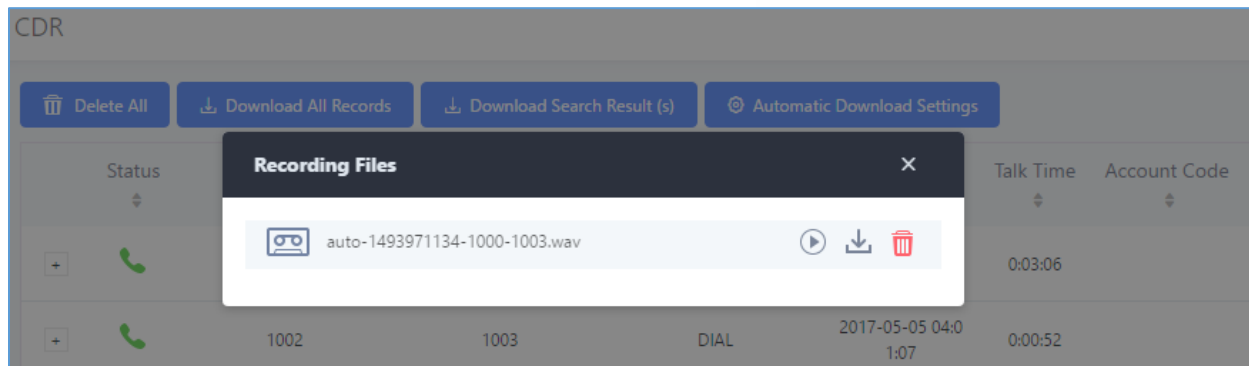 CDR
Delete All
Download All Records
Download Search Result (s)
Automatic Download Settings
Recording Files
Status
Talk Time
Account Code
auto-1493971134-1000-1003.wav
0:03:06
1002
1003
DIAL
2017-05-05 04:0
1:07
0:00:52